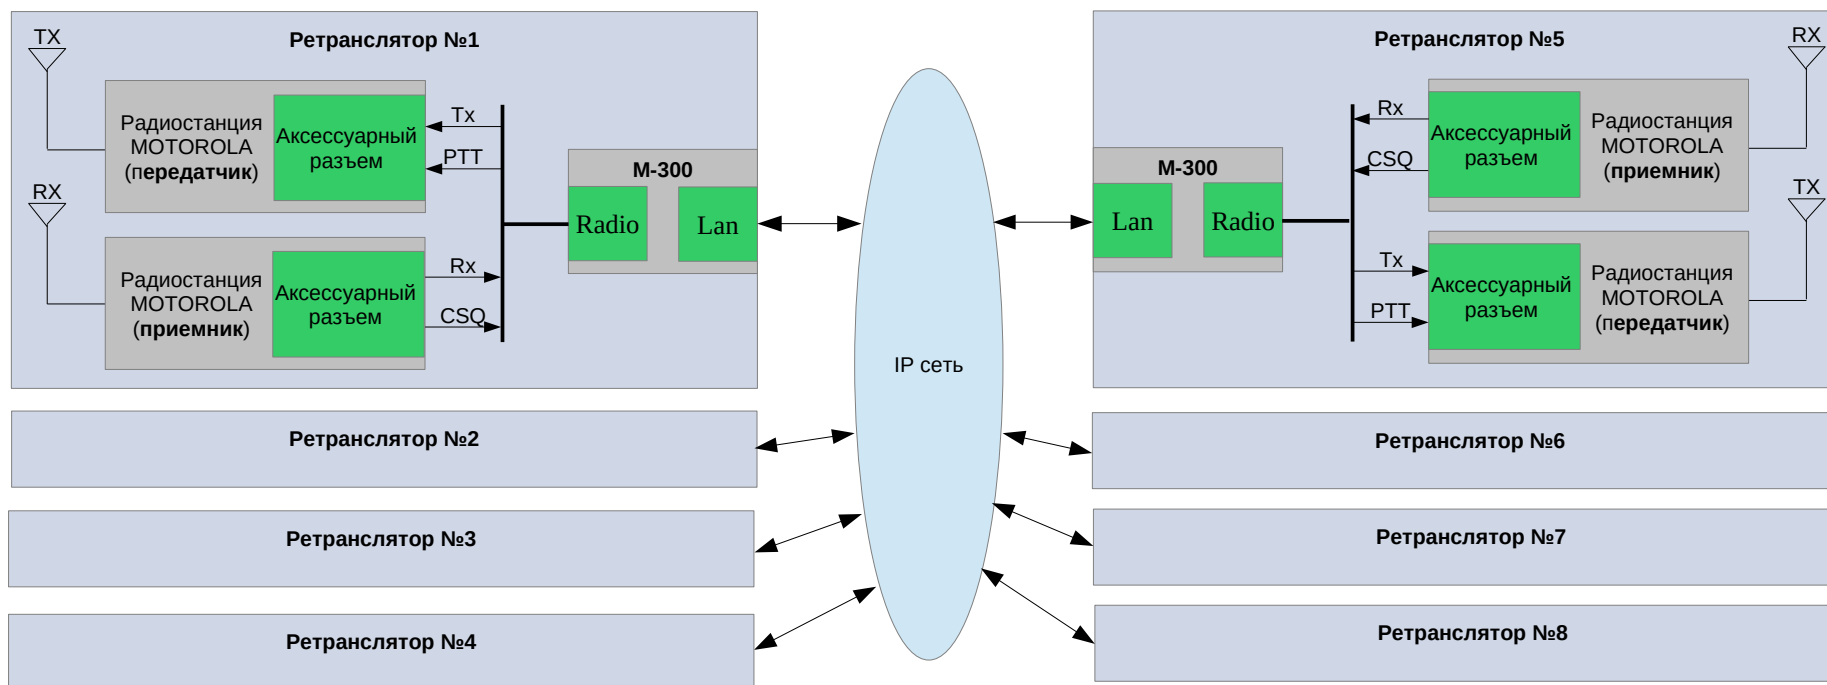 Ретранслятор №1
TX
Радиостанция
MOTOROLA
(передатчик)
Аксессуарный
разъем
Tx
PTT
RX
Радиостанция
MOTOROLA
(приемник)
Аксессуарный
разъем
Rx
CSQ
М-300
Radio
Lan
Ретранслятор №2
Ретранслятор №3
Ретранслятор №4
IP сеть
Ретранслятор №5
М-300
Lan
Radio
Rx
CSQ
Аксессуарный
разъем
Радиостанция
MOTOROLA
(приемник)
RX
Tx
PTT
Аксессуарный
разъем
Радиостанция
MOTOROLA
(передатчик)
TX
Ретранслятор №6
Ретранслятор №7
Ретранслятор №8